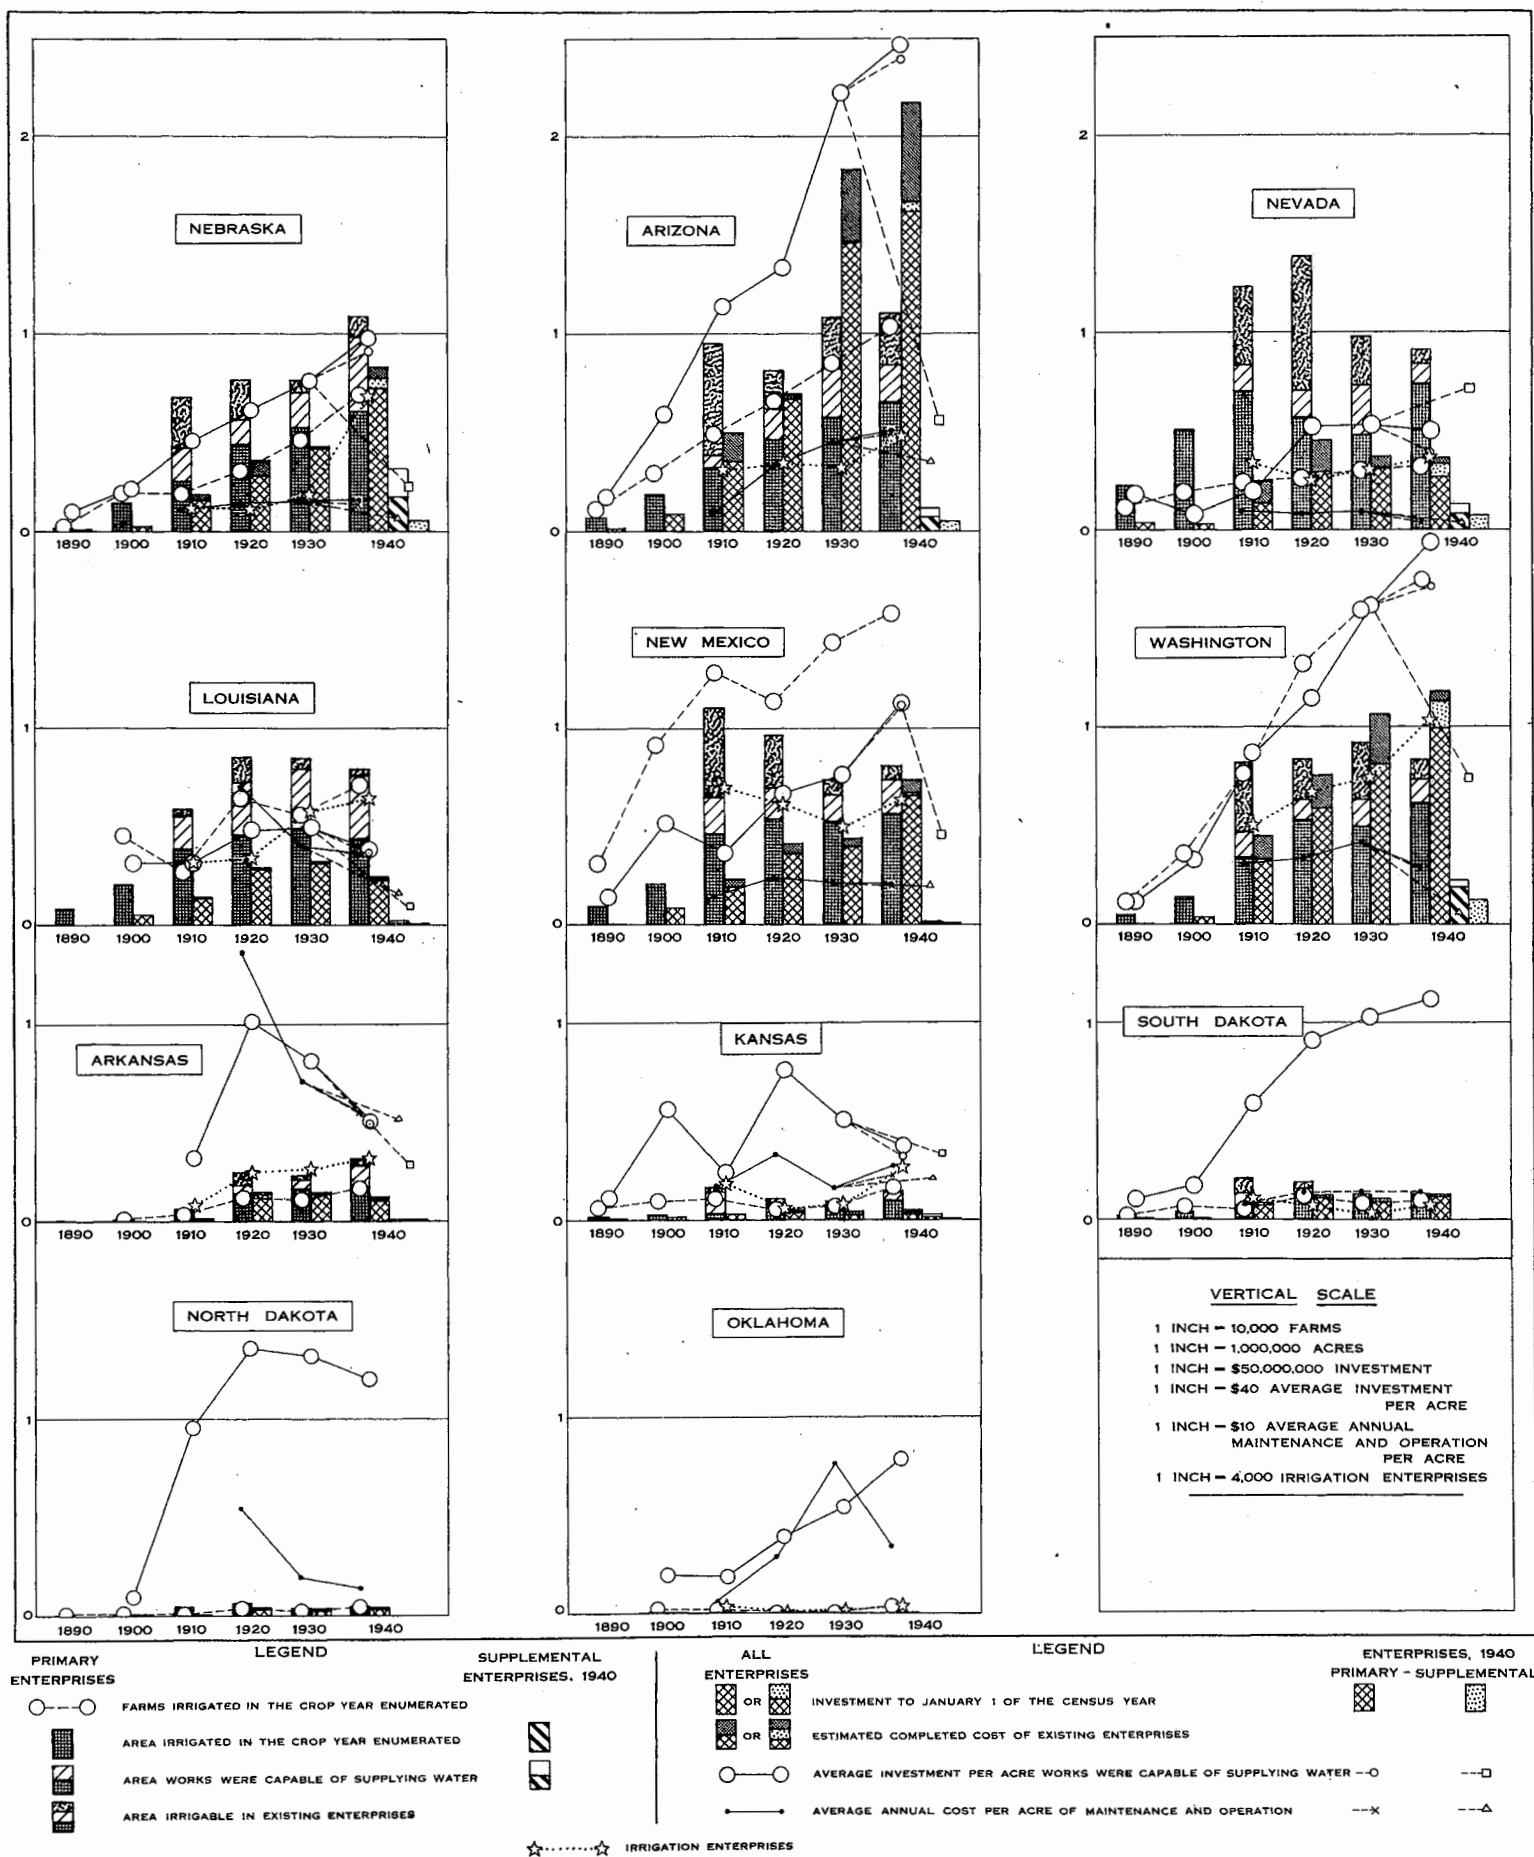 2
1
0
NEBRASKA
1890 1900 1910 1920 1930 1940
2
1
0
ARIZONA
1890 1900 1910 1920 1930 1940
2
1
0
NEVADA
1890 1900 1910 1920 1930 1940
1
0
LOUISIANA
1890 1900 1910 1920 1930 1940
1
0
NEW MEXICO
1890 1900 1910 1920 1930 1940
1
0
WASHINGTON
1890 1900 1910 1920 1930 1940
1
0
ARKANSAS
1890 1900 1910 1920 1930 1940
1
0
KANSAS
1890 1900 1910 1920 1930 1940
1
0
SOUTH DAKOTA
1890 1900 1910 1920 1930 1940
1
0
NORTH DAKOTA
1890 1900 1910 1920 1930 1940
1
0
OKLAHOMA
1890 1900 1910 1920 1930 1940
VERTICAL SCALE
1 INCH = 10,000 FARMS
1 INCH = 1,000,000 ACRES
1 INCH = $50,000,000 INVESTMENT
1 INCH = $40 AVERAGE INVESTMENT
PER ACRE
1 INCH = $10 AVERAGE ANNUAL
MAINTENANCE AND OPERATION
PER ACRE
1 INCH = 4,000 IRRIGATION ENTERPRISES
LEGEND
PRIMARY
ENTERPRISES
SUPPLEMENTAL
ENTERPRISES, 1940
FARMS IRRIGATED IN THE CROP YEAR ENUMERATED
AREA IRRIGATED IN THE CROP YEAR ENUMERATED
AREA WORKS WERE CAPABLE OF SUPPLYING WATER
AREA IRRIGABLE IN EXISTING ENTERPRISES
LEGEND
ALL
ENTERPRISES
ENTERPRISES, 1940
PRIMARY - SUPPLEMENTAL
OR INVESTMENT TO JANUARY 1 OF THE CENSUS YEAR
OR ESTIMATED COMPLETED COST OF EXISTING ENTERPRISES
AVERAGE INVESTMENT PER ACRE WORKS WERE CAPABLE OF SUPPLYING WATER
AVERAGE ANNUAL COST PER ACRE OF MAINTENANCE AND OPERATION
IRRIGATION ENTERPRISES